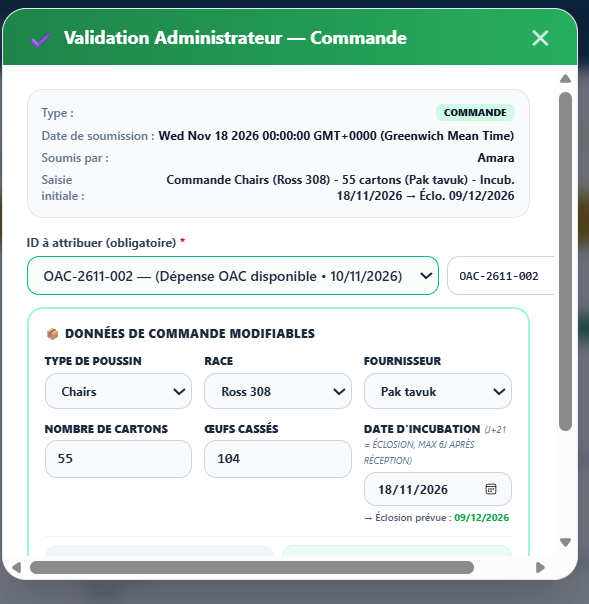 Validation Administrateur — Commande
Type :
COMMANDE
Date de soumission : Wed Nov 18 2026 00:00:00 GMT+0000 (Greenwich Mean Time)
Soumis par :
Amara
Saisie initiale :
Commande Chairs (Ross 308) - 55 cartons (Pak tavuk) - Incub.
18/11/2026 → Éclo. 09/12/2026
ID à attribuer (obligatoire) *
OAC-2611-002 — (Dépense OAC disponible • 10/11/2026)
OAC-2611-002
DONNÉES DE COMMANDE MODIFIABLES
TYPE DE POUSSIN
RACE
FOURNISSEUR
Chairs
Ross 308
Pak tavuk
NOMBRE DE CARTONS
ŒUFS CASSÉS
DATE D'INCUBATION (J+21
= ÉCLOSION, MAX 6J APRÈS
RÉCEPTION)
55
104
18/11/2026
→ Éclosion prévue : 09/12/2026